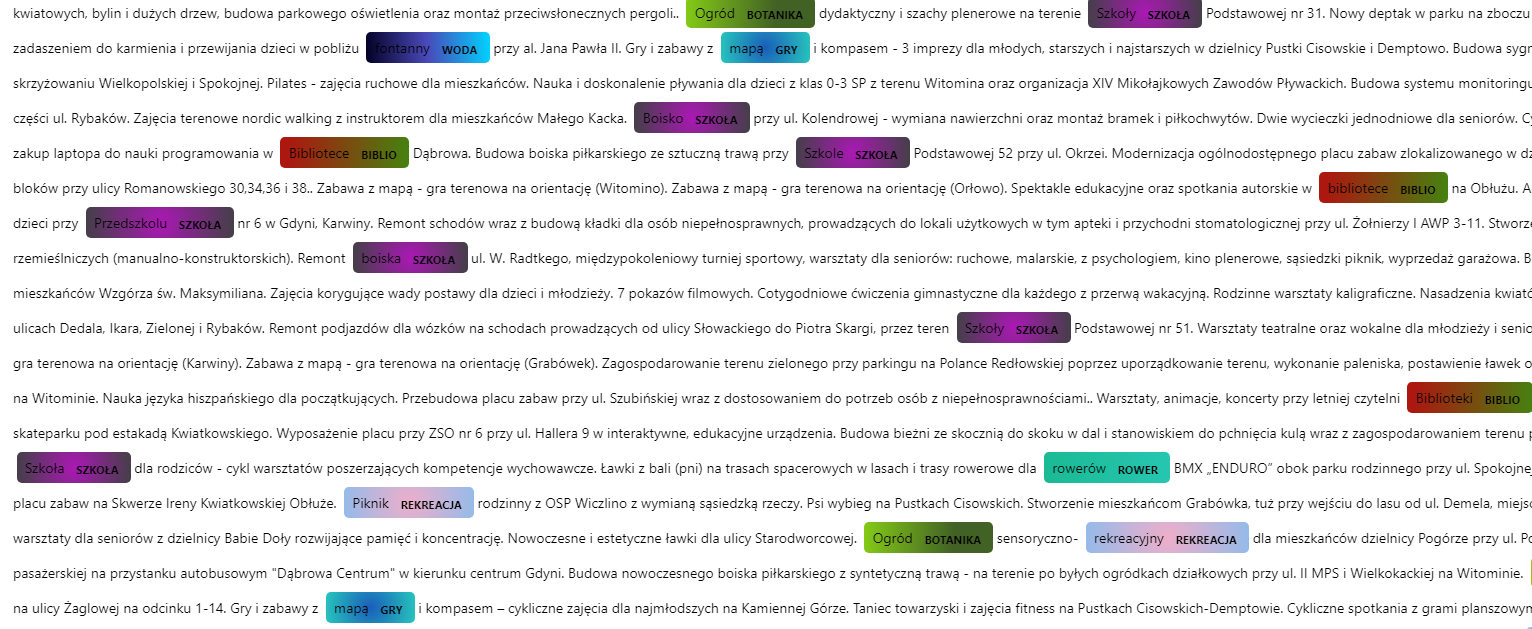 kwiatowych, bylin i dużych drzew, budowa parkowego oświetlenia oraz montaż przeciwsłonecznych pergoli.. Ogród BOTANIKA dydaktyczny i szachy plenerowe na terenie Szkoły SZKOŁA Podstawowej nr 31. Nowy deptak w parku na zboczu
zadaszeniem do karmienia i przewijania dzieci w pobliżu fontanny WODA przy al. Jana Pawła II. Gry i zabawy z mapą GRY i kompasem - 3 imprezy dla młodych, starszych i najstarszych w dzielnicy Pustki Cisowskie i Demptowo. Budowa sygr
skrzyżowaniu Wielkopolskiej i Spokojnej. Pilates - zajęcia ruchowe dla mieszkańców. Nauka i doskonalenie pływania dla dzieci z klas 0-3 SP z terenu Witomina oraz organizacja XIV Mikołajkowych Zawodów Pływackich. Budowa systemu monitoringu
części ul. Rybaków. Zajęcia terenowe nordic walking z instruktorem dla mieszkańców Małego Kacka. Boisko SZKOŁA przy ul. Kolendrowej - wymiana nawierzchni oraz montaż bramek i piłkochwytów. Dwie wycieczki jednodniowe dla seniorów. Cy
zakup laptopa do nauki programowania w Bibliotece BIBLIO Dąbrowa. Budowa boiska piłkarskiego ze sztuczną trawą przy Szkole SZKOŁA Podstawowej 52 przy ul. Okrzei. Modernizacja ogólnodostępnego placu zabaw zlokalizowanego w dz
bloków przy ulicy Romanowskiego 30,34,36 i 38.. Zabawa z mapą - gra terenowa na orientację (Witomino). Zabawa z mapą - gra terenowa na orientację (Orłowo). Spektakle edukacyjne oraz spotkania autorskie w bibliotece BIBLIO na Obłużu. A
dzieci przy Przedszkolu SZKOŁA nr 6 w Gdyni, Karwiny. Remont schodów wraz z budową kładki dla osób niepełnosprawnych, prowadzących do lokali użytkowych w tym apteki i przychodni stomatologicznej przy ul. Żołnierzy I AWP 3-11. Stworze
rzemieślniczych (manualno-konstruktorskich). Remont boiska SZKOŁA ul. W. Radtkego, międzypokoleniowy turniej sportowy, warsztaty dla seniorów: ruchowe, malarskie, z psychologiem, kino plenerowe, sąsiedzki piknik, wyprzedaż garażowa. B
mieszkańców Wzgórza św. Maksymiliana. Zajęcia korygujące wady postawy dla dzieci i młodzieży. 7 pokazów filmowych. Cotygodniowe ćwiczenia gimnastyczne dla każdego z przerwą wakacyjną. Rodzinne warsztaty kaligraficzne. Nasadzenia kwiató
ulicach Dedala, Ikara, Zielonej i Rybaków. Remont podjazdów dla wózków na schodach prowadzących od ulicy Słowackiego do Piotra Skargi, przez teren Szkoły SZKOŁA Podstawowej nr 51. Warsztaty teatralne oraz wokalne dla młodzieży i senio
gra terenowa na orientację (Karwiny). Zabawa z mapą - gra terenowa na orientację (Grabówek). Zagospodarowanie terenu zielonego przy parkingu na Polance Redłowskiej poprzez uporządkowanie terenu, wykonanie paleniska, postawienie ławek o
na Witominie. Nauka języka hiszpańskiego dla początkujących. Przebudowa placu zabaw przy ul. Szubińskiej wraz z dostosowaniem do potrzeb osób z niepełnosprawnościami.. Warsztaty, animacje, koncerty przy letniej czytelni Biblioteki BIBLIO
skateparku pod estakadą Kwiatkowskiego. Wyposażenie placu przy ZSO nr 6 przy ul. Hallera 9 w interaktywne, edukacyjne urządzenia. Budowa bieżni ze skocznią do skoku w dal i stanowiskiem do pchnięcia kulą wraz z zagospodarowaniem terenu p
Szkoła SZKOŁA dla rodziców - cykl warsztatów poszerzających kompetencje wychowawcze. Ławki z bali (pni) na trasach spacerowych w lasach i trasy rowerowe dla rowerów ROWER BMX „ENDURO” obok parku rodzinnego przy ul. Spokojne
placu zabaw na Skwerze Ireny Kwiatkowskiej Obłuże. Piknik REKREACJA rodzinny z OSP Wiczlino z wymianą sąsiedzką rzeczy. Psi wybieg na Pustkach Cisowskich. Stworzenie mieszkańcom Grabówka, tuż przy wejściu do lasu od ul. Demela, miejsc
warsztaty dla seniorów z dzielnicy Babie Doły rozwijające pamięć i koncentrację. Nowoczesne i estetyczne ławki dla ulicy Starodworcowej. Ogród BOTANIKA sensoryczno- rekreacyjny REKREACJA dla mieszkańców dzielnicy Pogórze przy ul. Po
pasażerskiej na przystanku autobusowym "Dąbrowa Centrum" w kierunku centrum Gdyni. Budowa nowoczesnego boiska piłkarskiego z syntetyczną trawą - na terenie po byłych ogródkach działkowych przy ul. II MPS i Wielkokackiej na Witominie.
na ulicy Żaglowej na odcinku 1-14. Gry i zabawy z mapą GRY i kompasem – cykliczne zajęcia dla najmłodszych na Kamiennej Górze. Taniec towarzyski i zajęcia fitness na Pustkach Cisowskich-Demptowie. Cykliczne spotkania z grami planszowym